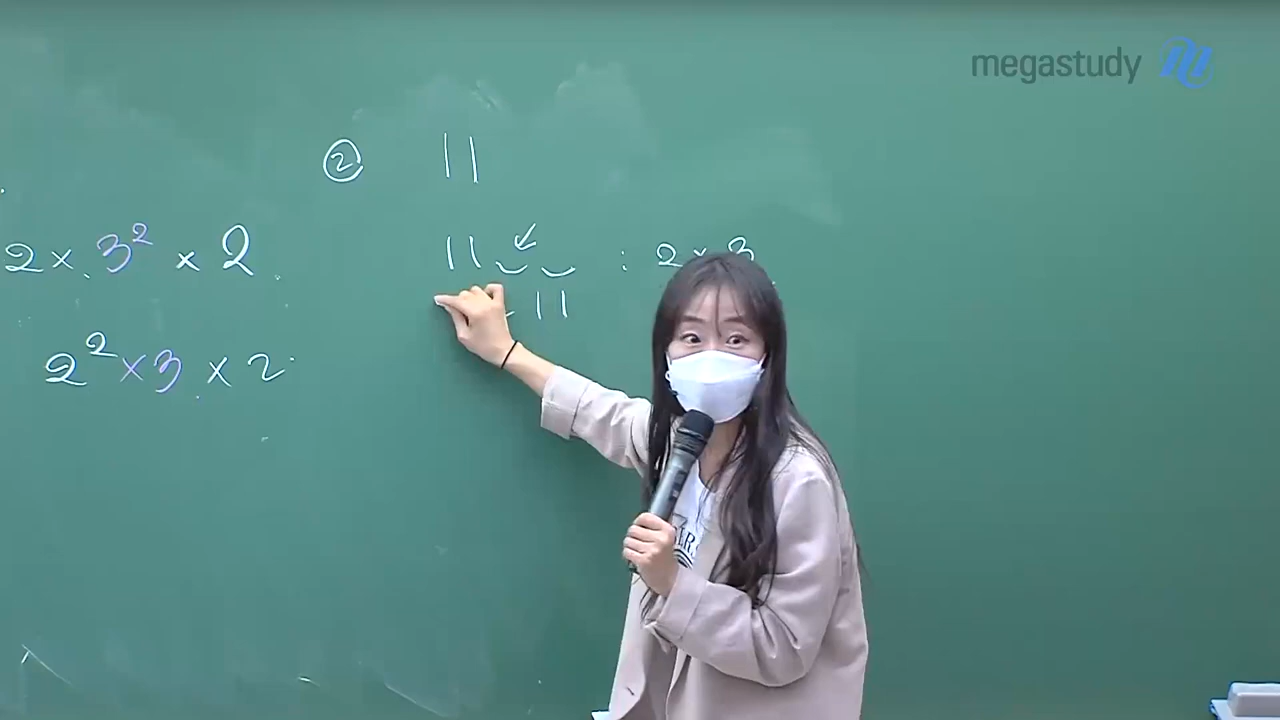 megastudy
② 11
2 × 3² × 2
11 : 2 × 3
11
2² × 3 × 2